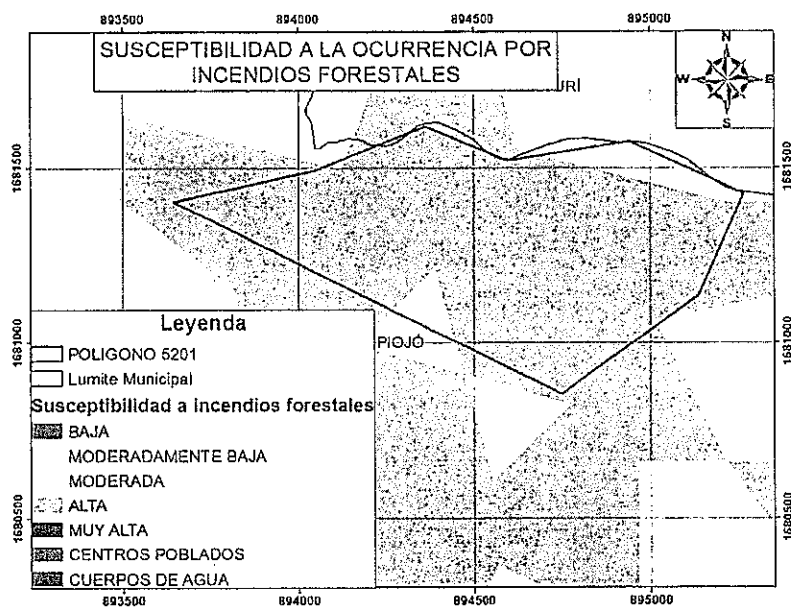 893500 894000 894500 895000
SUSCEPTIBILIDAD A LA OCURRENCIA POR
INCENDIOS FORESTALES
N
W E
S
URÍ
1681500 1681500
PIOJÓ
1681000 1681000
Leyenda
POLIGONO 5201
Lumite Municipal
Susceptibilidad a incendios forestales
BAJA
MODERADAMENTE BAJA
MODERADA
ALTA
MUY ALTA
CENTROS POBLADOS
CUERPOS DE AGUA
1680500 1680500
893500 894000 894500 895000